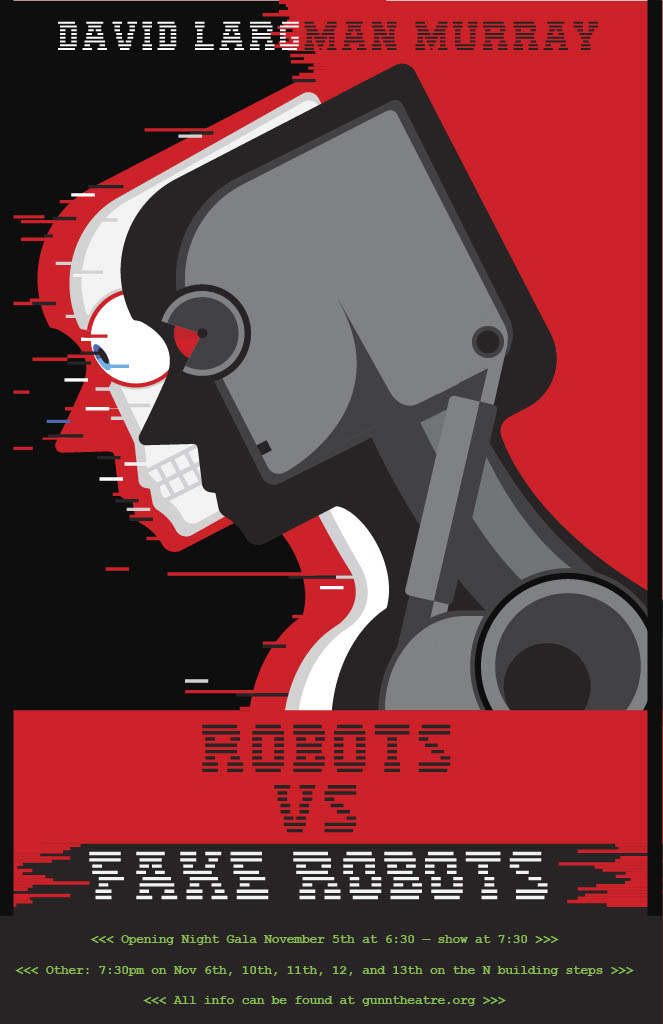 DAVID LARGMAN MURRAY
ROBOTS
VS
FAKE ROBOTS
<<< Opening Night Gala November 5th at 6:30 — show at 7:30 >>>
<<< Other: 7:30pm on Nov 6th, 10th, 11th, 12, and 13th on the N building steps >>>
<<< All info can be found at gunntheatre.org >>>